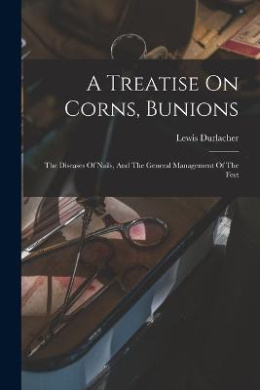 A Treatise On
Corns, Bunions
Lewis Durlacher
The Diseases Of Nails, And The General Management Of The
Feet